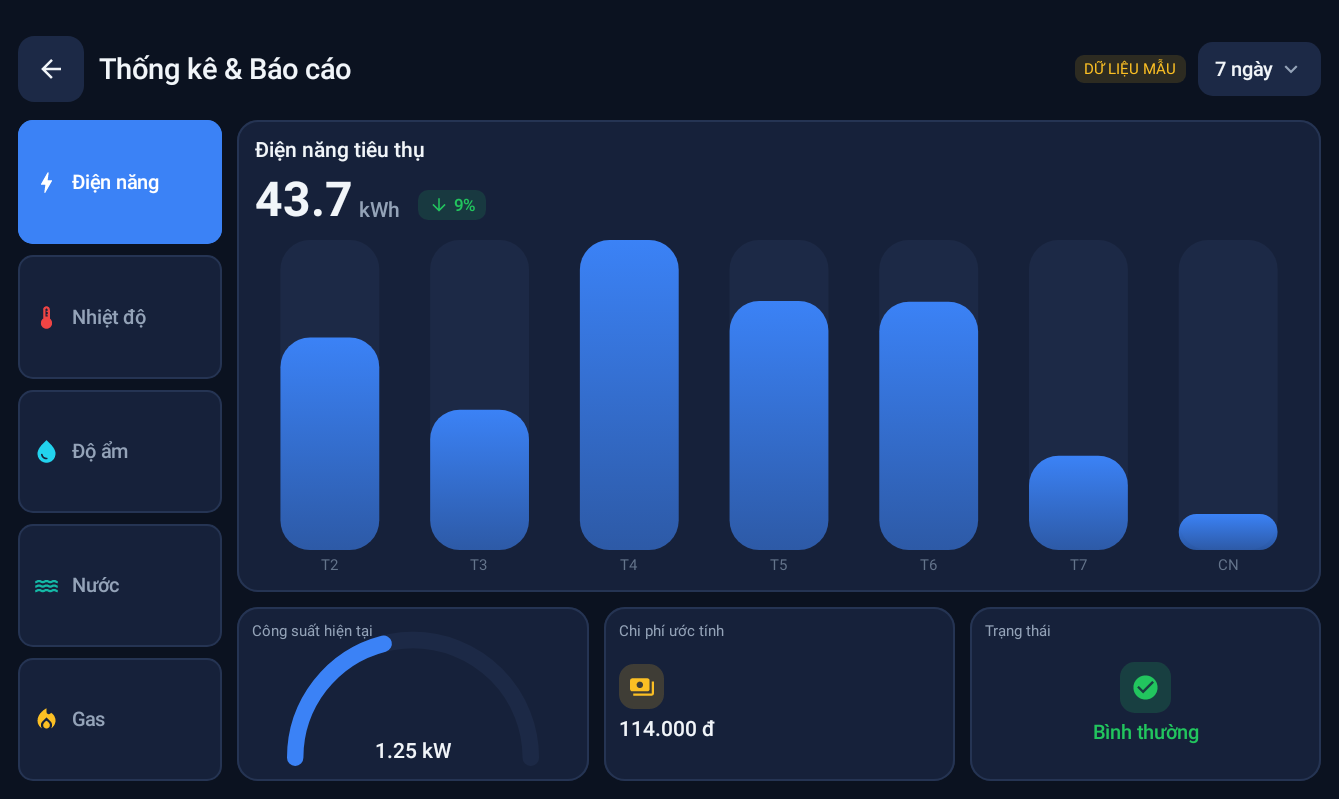 Thống kê & Báo cáo
DỮ LIỆU MẪU
7 ngày
Điện năng
Nhiệt độ
Độ ẩm
Nước
Gas
Điện năng tiêu thụ
43.7 kWh
9%
T2 T3 T4 T5 T6 T7 CN
Công suất hiện tại
1.25 kW
Chi phí ước tính
114.000 đ
Trạng thái
Bình thường